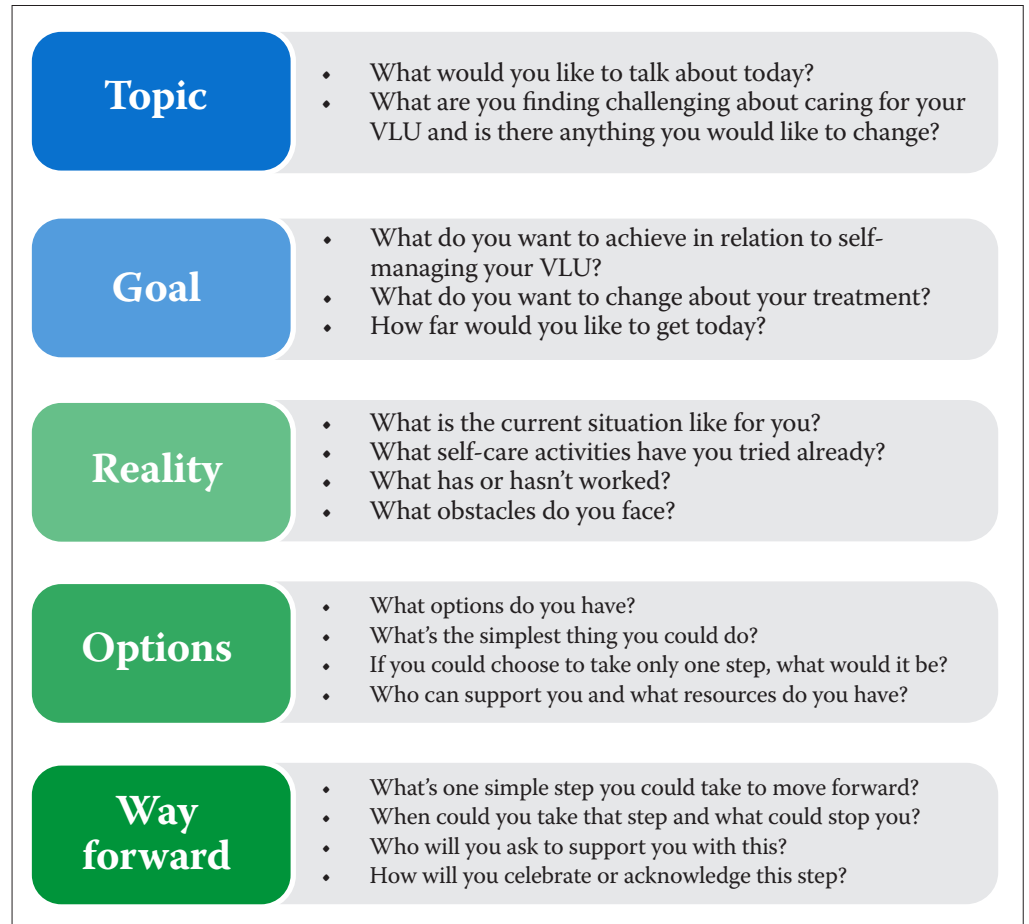 Topic
• What would you like to talk about today?
• What are you finding challenging about caring for your
VLU and is there anything you would like to change?
Goal
• What do you want to achieve in relation to self-
managing your VLU?
• What do you want to change about your treatment?
• How far would you like to get today?
Reality
• What is the current situation like for you?
• What self-care activities have you tried already?
• What has or hasn’t worked?
• What obstacles do you face?
Options
• What options do you have?
• What’s the simplest thing you could do?
• If you could choose to take only one step, what would it be?
• Who can support you and what resources do you have?
Way
forward
• What’s one simple step you could take to move forward?
• When could you take that step and what could stop you?
• Who will you ask to support you with this?
• How will you celebrate or acknowledge this step?